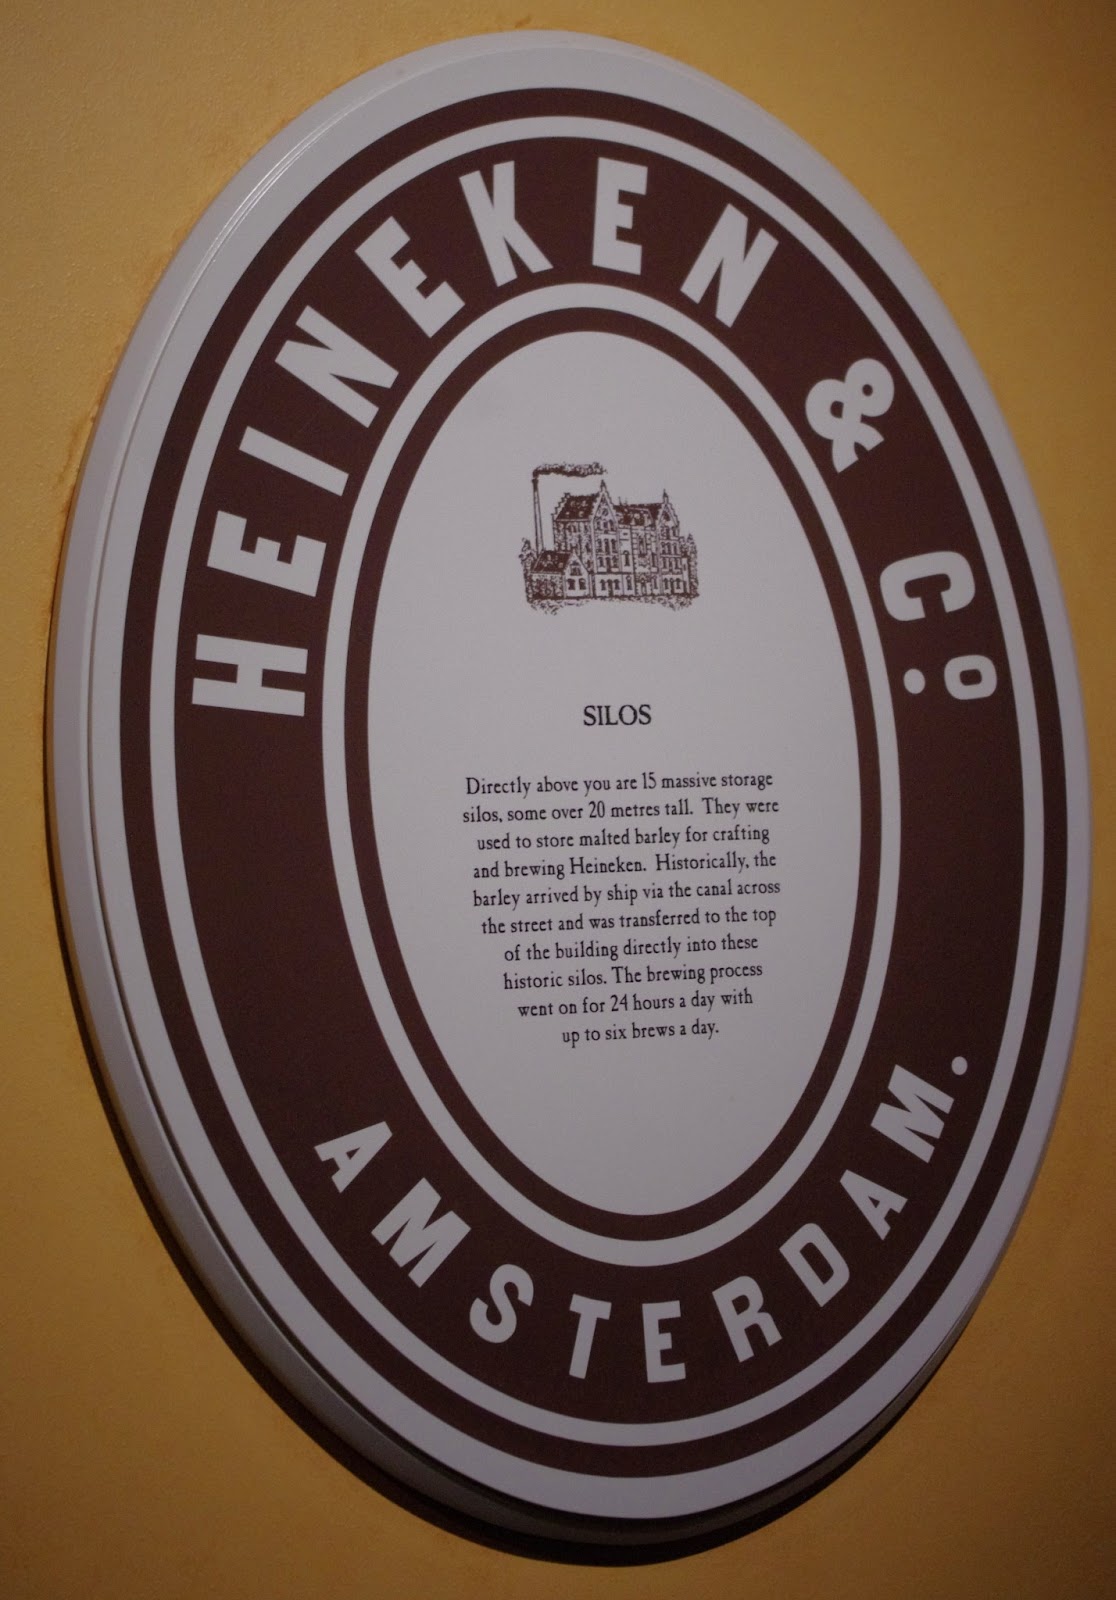 HEINEKEN & Cº.
SILOS
Directly above you are 15 massive storage
silos, some over 20 metres tall. They were
used to store malted barley for crafting
and brewing Heineken. Historically, the
barley arrived by ship via the canal across
the street and was transferred to the top
of the building directly into these
historic silos. The brewing process
went on for 24 hours a day with
up to six brews a day.
AMSTERDAM.